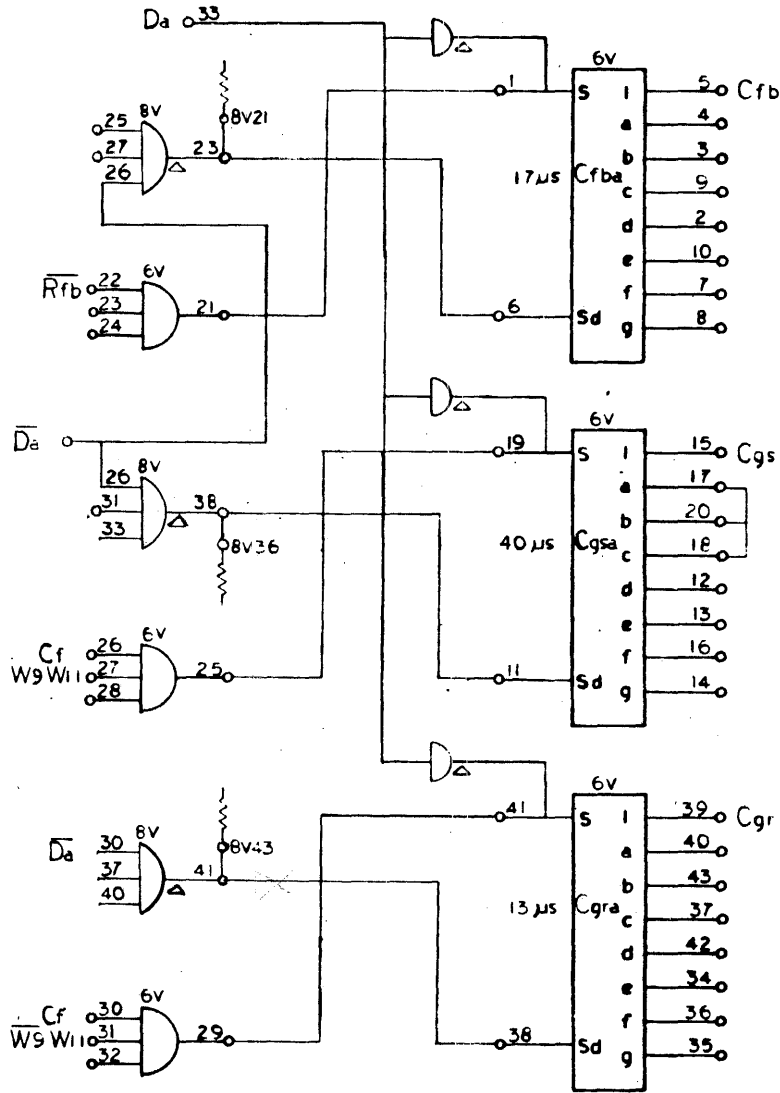 Da 33
6V
1 S 1 5 Cfb
8V
25
27
26
8V21
23
a 4
b 3
17µs Cfba
c 9
d 2
e 10
f 7
g 8
6 Sd
R̅f̅b̅ 22
6V
23
24
21
D̅a̅
6V
19 S 1 15 Cgs
8V
26
31
33
38
8V36
a 17
b 20
40µs Cgsa
c 18
d 12
e 13
f 16
g 14
11 Sd
6V
Cf 26
W9 W11 27
28
25
6V
41 S 1 39 Cgr
8V
D̅a̅ 30
37
40
8V43
41
a 40
b 43
13µs Cgra
c 37
d 42
e 34
f 36
g 35
38 Sd
6V
Cf 30
W̅9̅ W11 31
32
29